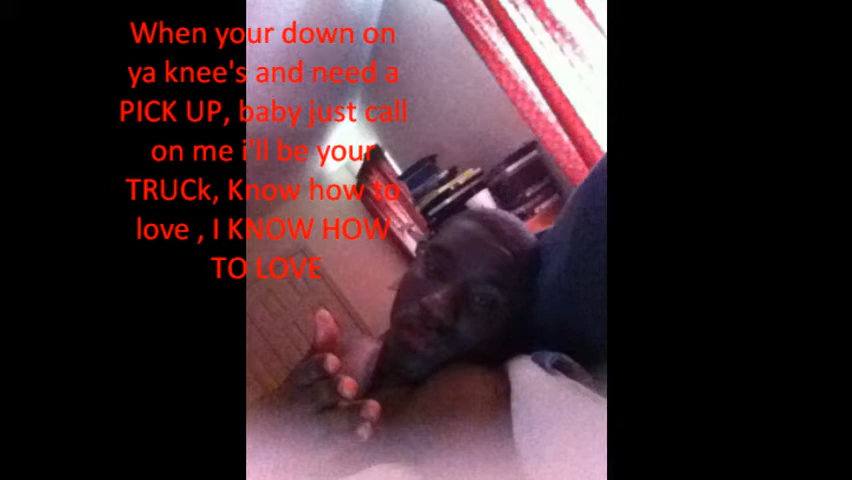 When your down on
ya knee's and need a
PICK UP, baby just call
on me i'll be your
TRUCk, Know how to
love , I KNOW HOW
TO LOVE